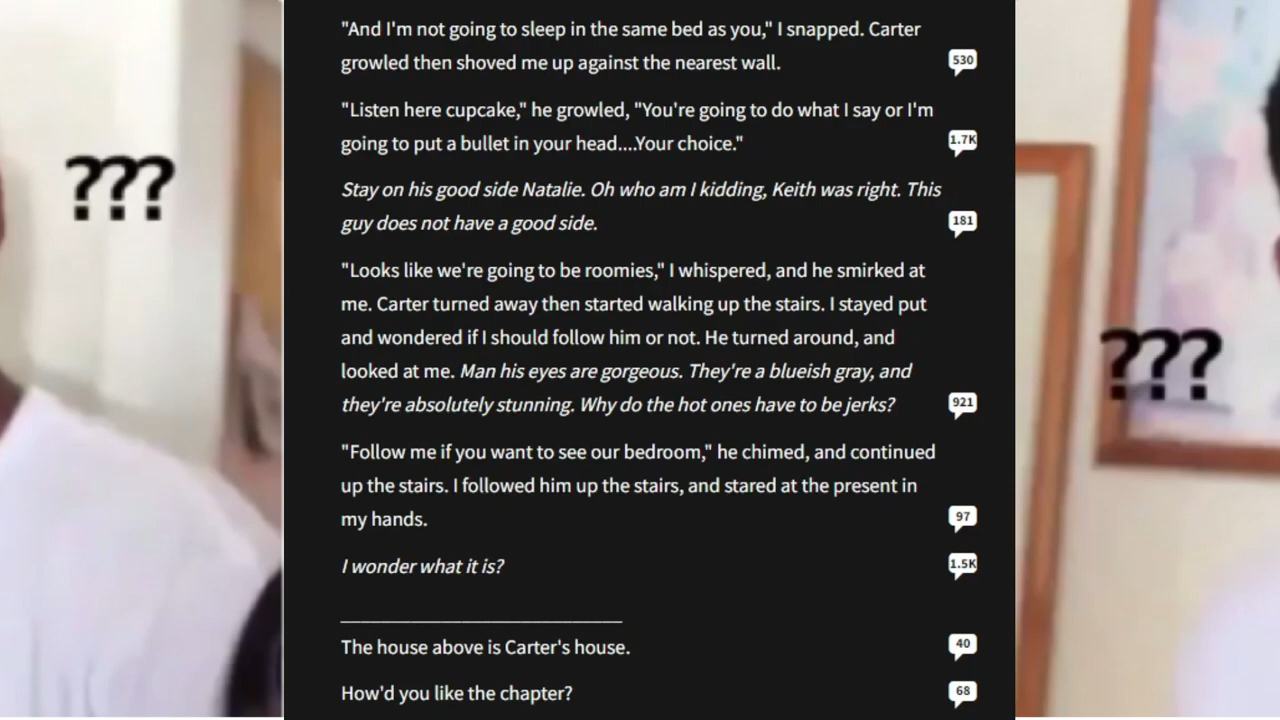 "And I'm not going to sleep in the same bed as you," I snapped. Carter
growled then shoved me up against the nearest wall.
530
"Listen here cupcake," he growled, "You're going to do what I say or I'm
going to put a bullet in your head....Your choice."
1.7K
???
Stay on his good side Natalie. Oh who am I kidding, Keith was right. This
guy does not have a good side.
181
"Looks like we're going to be roomies," I whispered, and he smirked at
me. Carter turned away then started walking up the stairs. I stayed put
and wondered if I should follow him or not. He turned around, and
looked at me. Man his eyes are gorgeous. They're a blueish gray, and
they're absolutely stunning. Why do the hot ones have to be jerks?
921
???
"Follow me if you want to see our bedroom," he chimed, and continued
up the stairs. I followed him up the stairs, and stared at the present in
my hands.
97
I wonder what it is?
1.5K
The house above is Carter's house.
40
How'd you like the chapter?
68